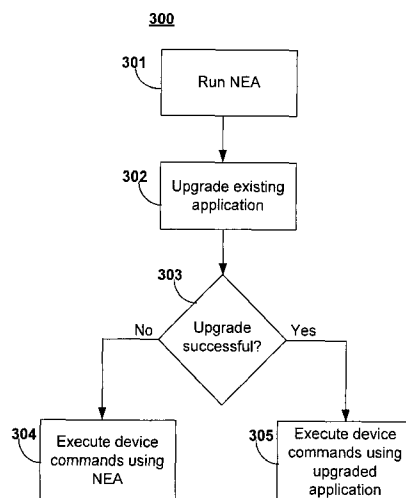 300
301
Run NEA
302
Upgrade existing
application
303
Upgrade
successful?
No
Yes
304
Execute device
commands using
NEA
305
Execute device
commands using
upgraded
application